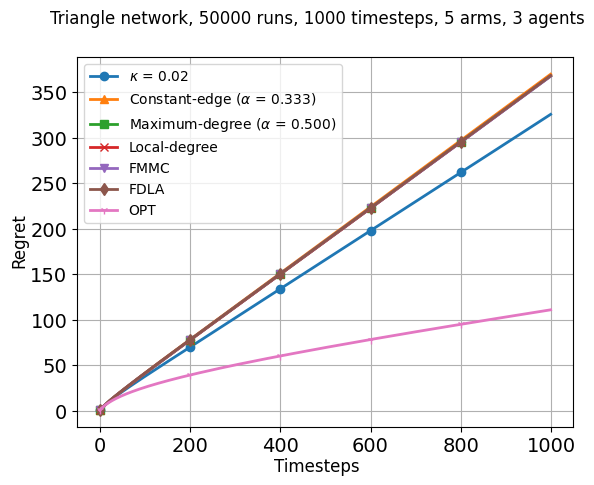 Triangle network, 50000 runs, 1000 timesteps, 5 arms, 3 agents
κ = 0.02
Constant-edge (α = 0.333)
Maximum-degree (α = 0.500)
Local-degree
FMMC
FDLA
OPT
Regret
350
300
250
200
150
100
50
0
0 200 400 600 800 1000
Timesteps